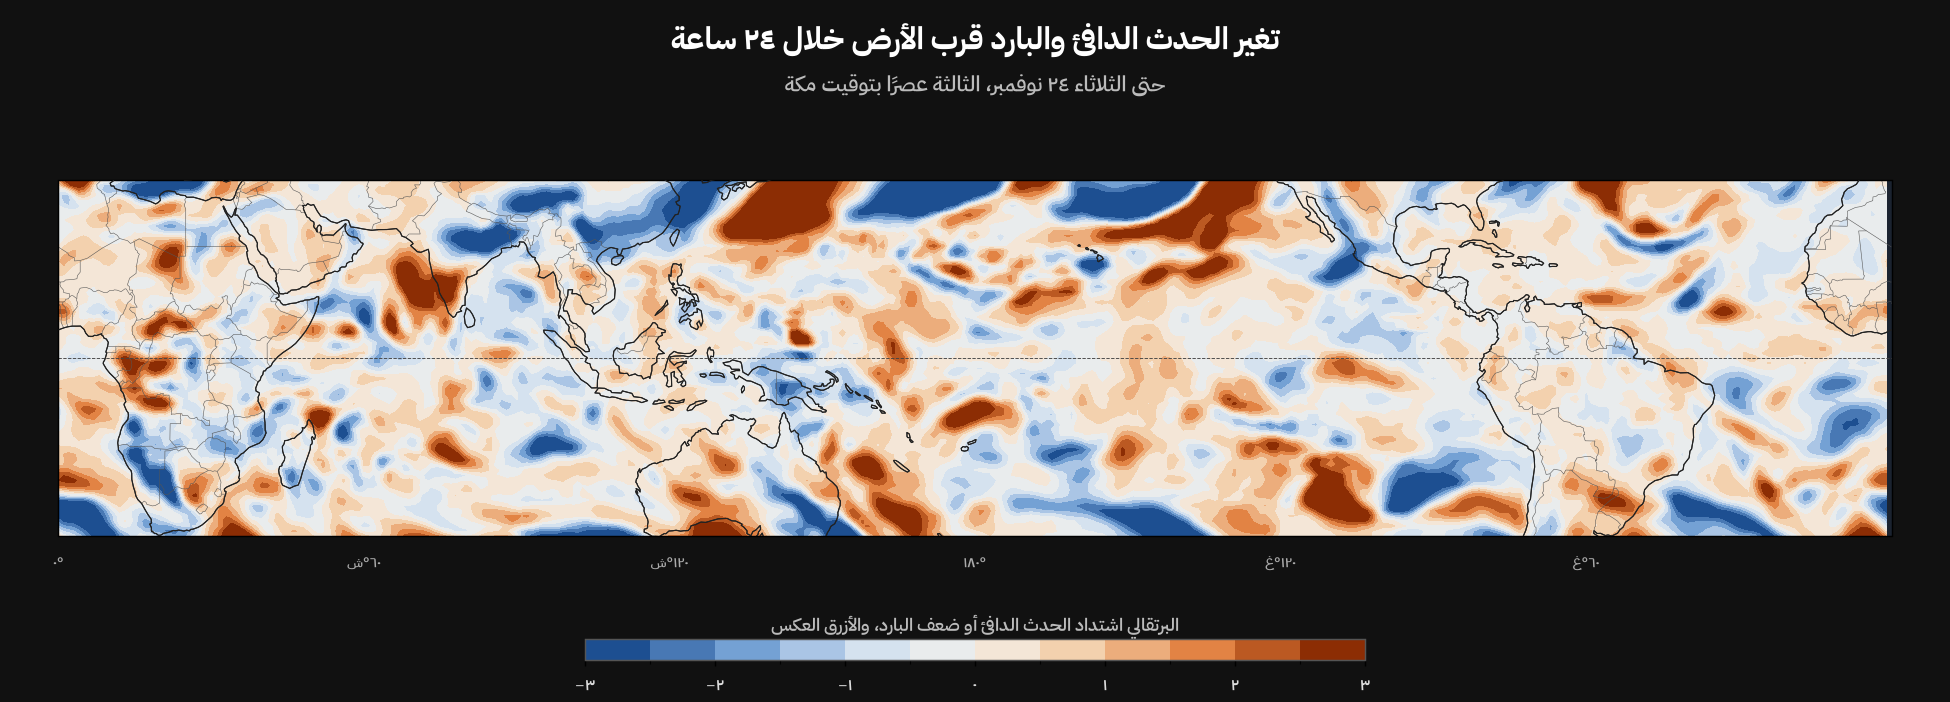 تغير الحدث الدافئ والبارد قرب الأرض خلال ٢٤ ساعة
حتى الثلاثاء ٢٤ نوفمبر، الثالثة عصرًا بتوقيت مكة
٠° ٦٠°ش ١٢٠°ش ١٨٠° ١٢٠°غ ٦٠°غ
البرتقالي اشتداد الحدث الدافئ أو ضعف البارد، والأزرق العكس
−٣ −٢ −١ ٠ ١ ٢ ٣